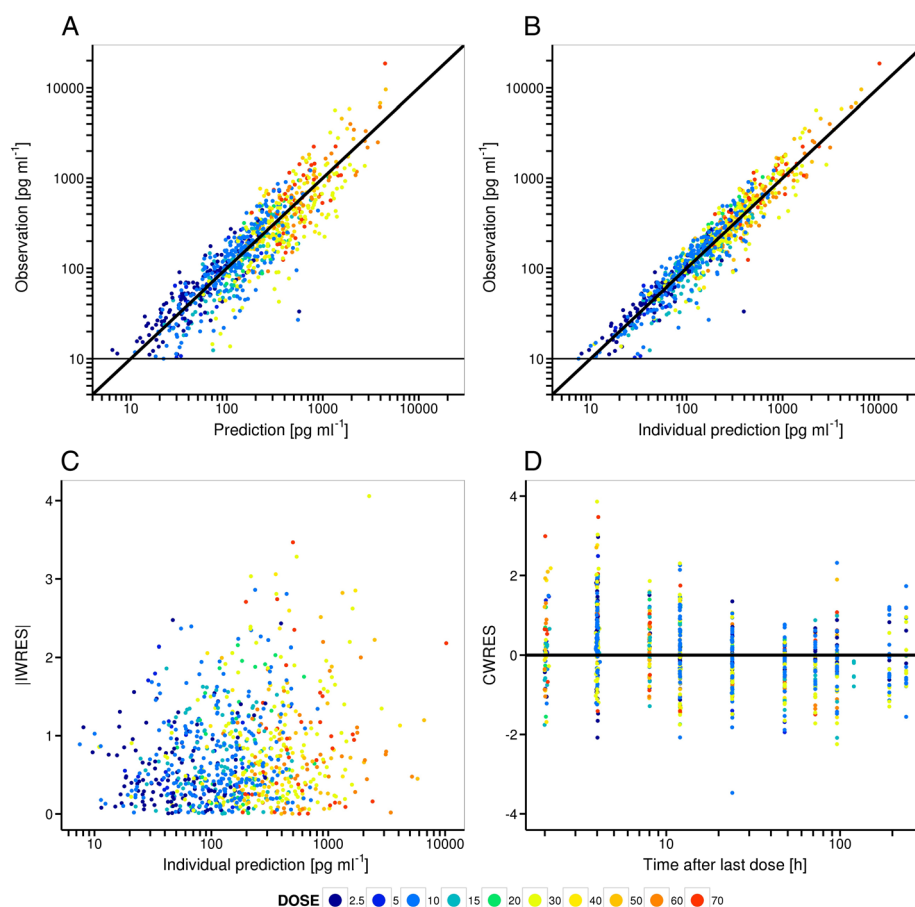 A
B
Observation [pg ml⁻¹]
10000
1000
100
10
10
100
1000
10000
Prediction [pg ml⁻¹]
Observation [pg ml⁻¹]
10000
1000
100
10
10
100
1000
10000
Individual prediction [pg ml⁻¹]
C
D
|IWRES|
4
3
2
1
0
10
100
1000
10000
Individual prediction [pg ml⁻¹]
CWRES
4
2
0
-2
-4
10
100
Time after last dose [h]
DOSE 2.5 5 10 15 20 30 40 50 60 70